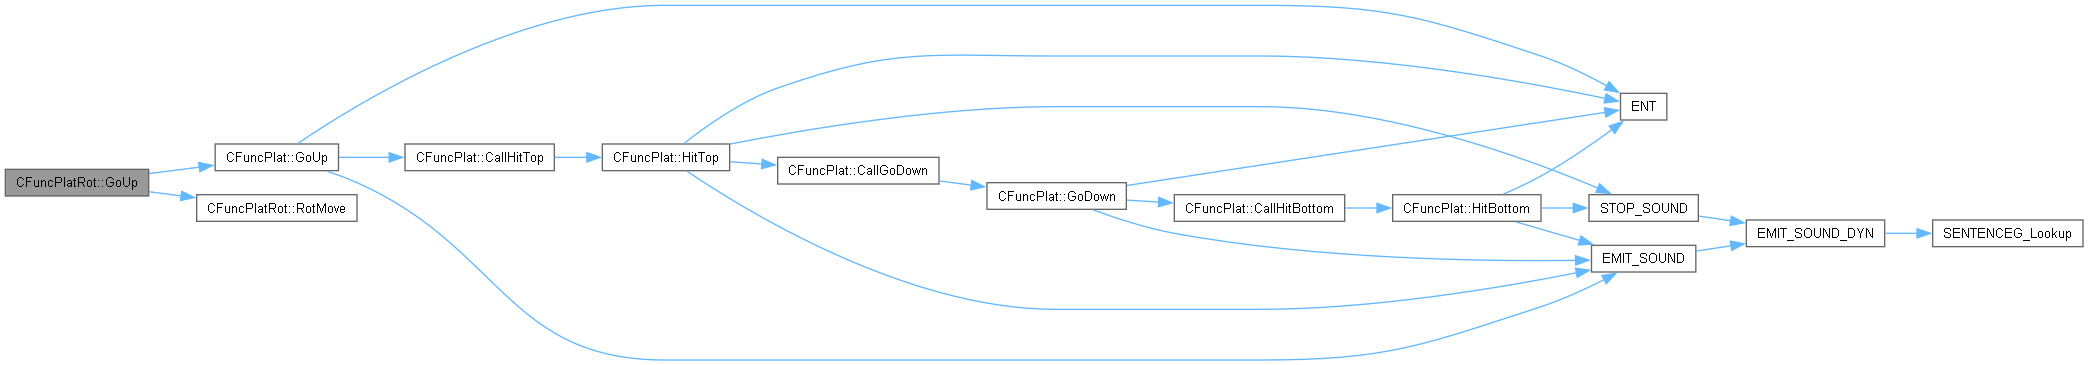 CFuncPlatRot::GoUp
CFuncPlat::GoUp
CFuncPlatRot::RotMove
CFuncPlat::CallHitTop
CFuncPlat::HitTop
CFuncPlat::CallGoDown
CFuncPlat::GoDown
CFuncPlat::CallHitBottom
CFuncPlat::HitBottom
ENT
STOP_SOUND
EMIT_SOUND
EMIT_SOUND_DYN
SENTENCEG_Lookup